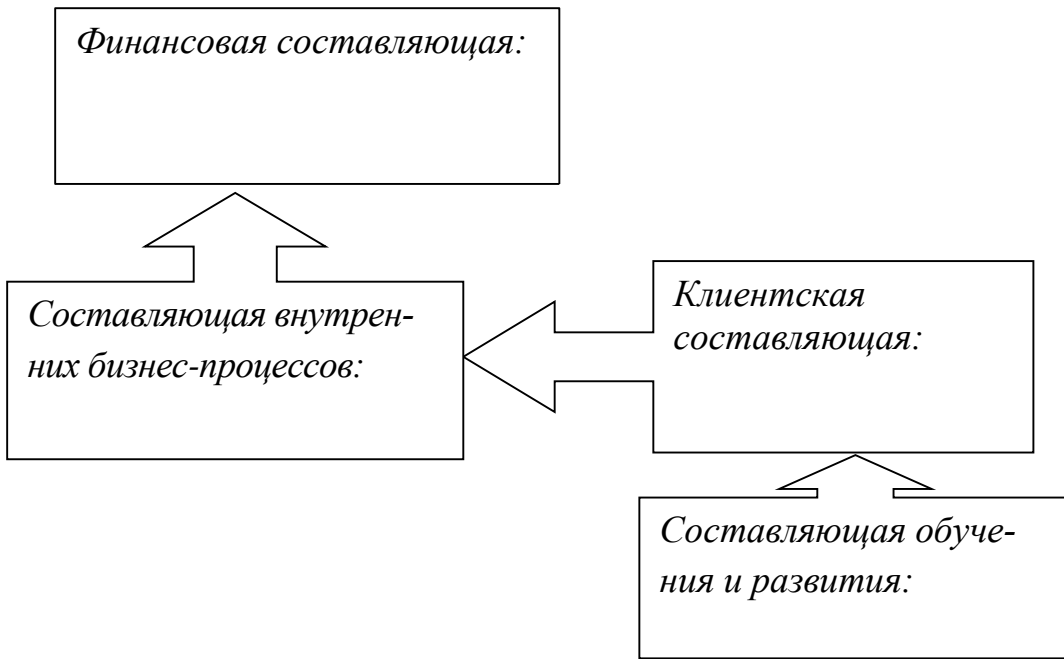 Финансовая составляющая:
Составляющая внутрен-
них бизнес-процессов:
Клиентская
составляющая:
Составляющая обуче-
ния и развития: